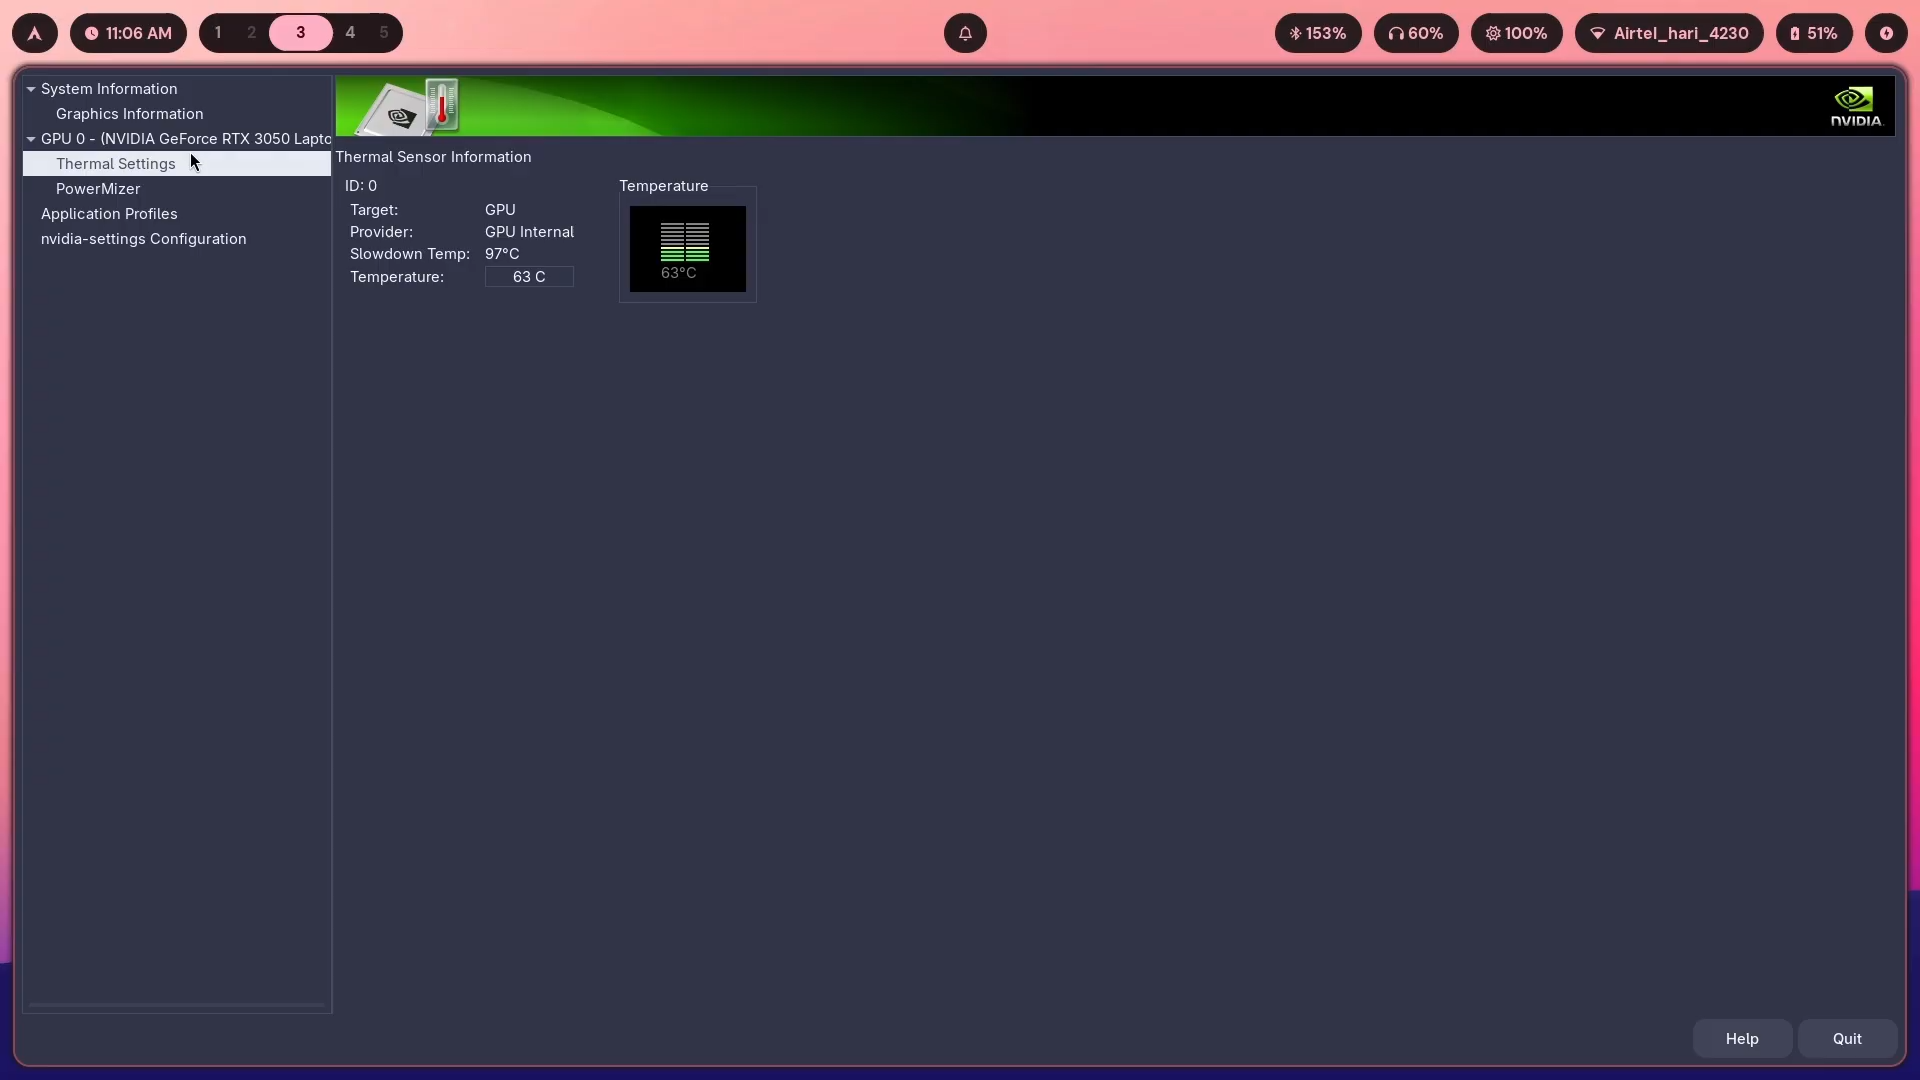 11:06 AM 1 2 3 4 5 153% 60% 100% Airtel_hari_4230 51%
System Information
Graphics Information
GPU 0 - (NVIDIA GeForce RTX 3050 Lapto
Thermal Settings
PowerMizer
Application Profiles
nvidia-settings Configuration
NVIDIA.
Thermal Sensor Information
ID: 0
Target: GPU
Provider: GPU Internal
Slowdown Temp: 97°C
Temperature: 63 C
Temperature
63°C
Help Quit